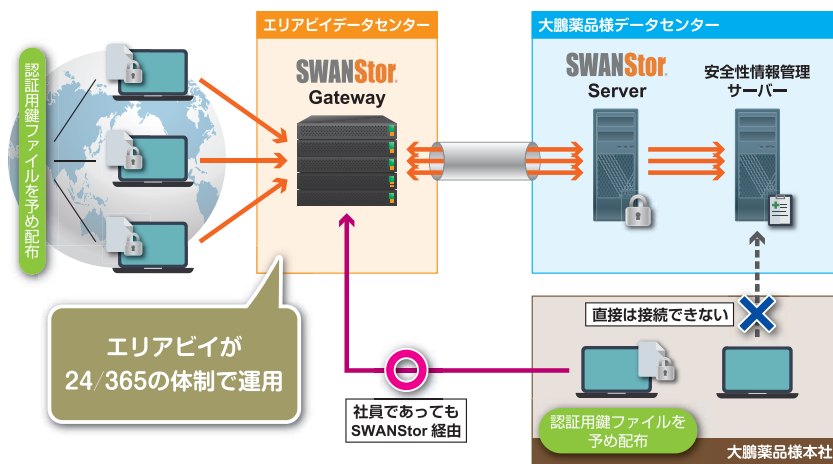 認証用鍵ファイルを予め配布
エリアビイデータセンター
SWANStor®
Gateway
大鵬薬品様データセンター
SWANStor®
Server
安全性情報管理
サーバー
エリアビイが
24/365の体制で運用
直接は接続できない
社員であっても
SWANStor 経由
認証用鍵ファイルを
予め配布
大鵬薬品様本社